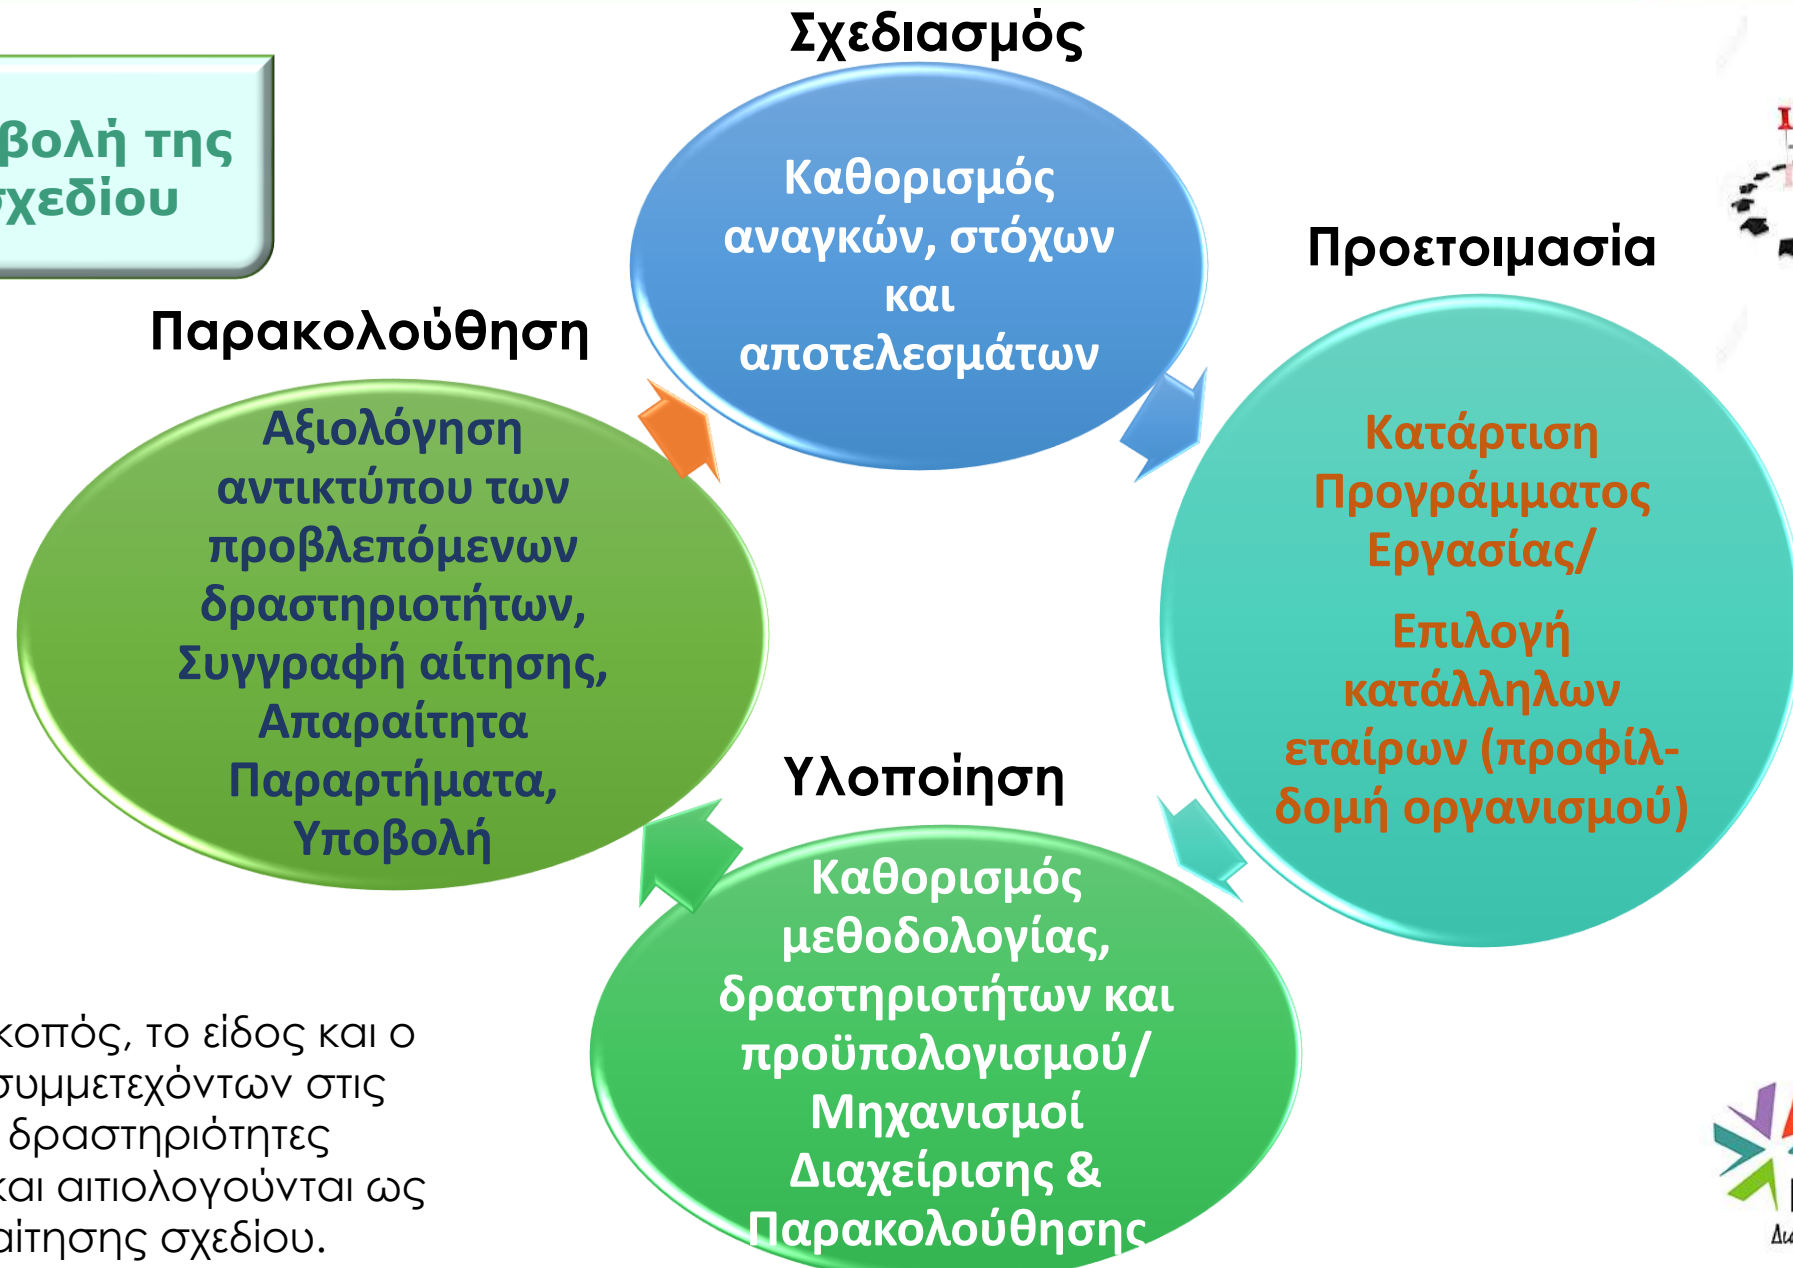 Σχεδιασμός
βολή της
σχεδίου
Καθορισμός
αναγκών, στόχων
και
αποτελεσμάτων
Προετοιμασία
Κατάρτιση
Προγράμματος
Εργασίας/
Επιλογή
κατάλληλων
εταίρων (προφίλ-
δομή οργανισμού)
Παρακολούθηση
Αξιολόγηση
αντικτύπου των
προβλεπόμενων
δραστηριοτήτων,
Συγγραφή αίτησης,
Απαραίτητα
Παραρτήματα,
Υποβολή
Υλοποίηση
Καθορισμός
μεθοδολογίας,
δραστηριοτήτων και
προϋπολογισμού/
Μηχανισμοί
Διαχείρισης &
Παρακολούθησης
κοπός, το είδος και ο
συμμετεχόντων στις
δραστηριότητες
και αιτιολογούνται ως
αίτησης σχεδίου.